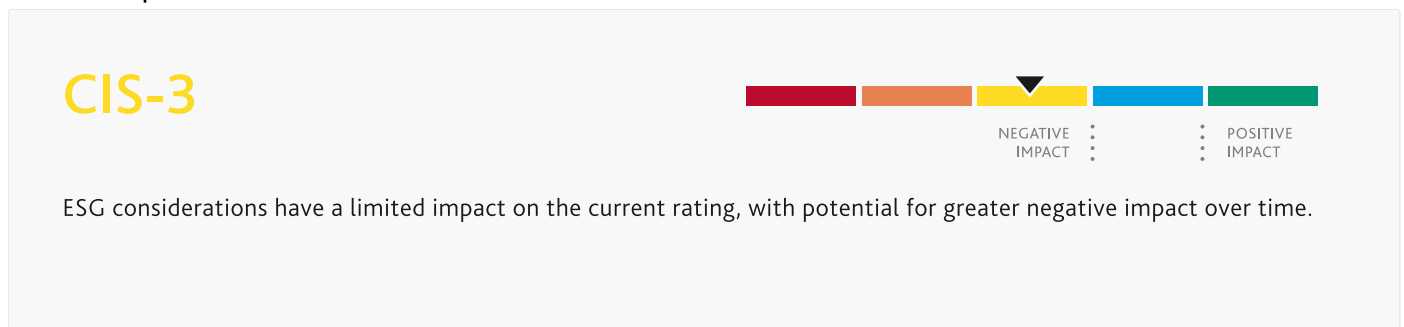 CIS-3
NEGATIVE
IMPACT
POSITIVE
IMPACT
ESG considerations have a limited impact on the current rating, with potential for greater negative impact over time.